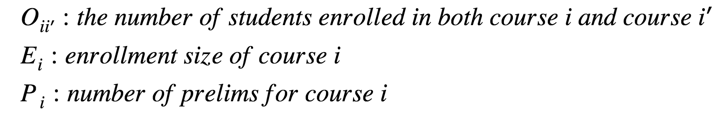 O_{ii′} : the number of students enrolled in both course i and course i′
E_i : enrollment size of course i
P_i : number of prelims for course i